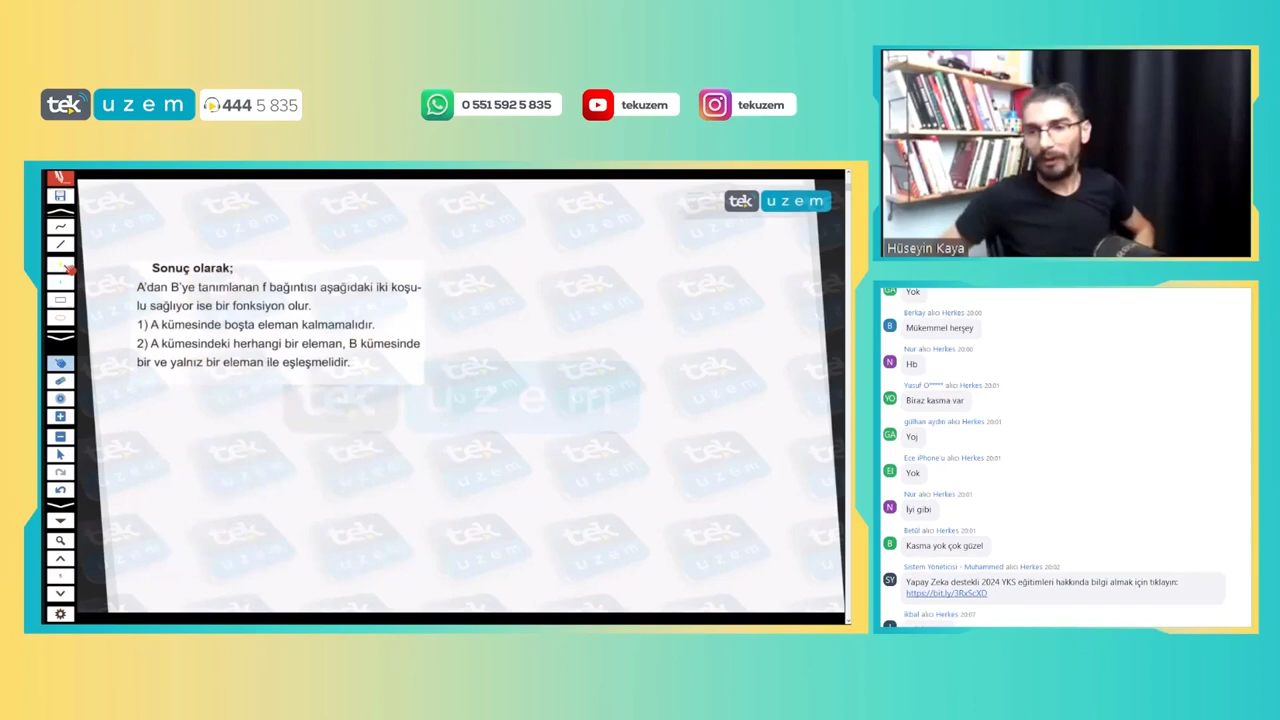 tek uzem 444 5 835
0 551 592 5 835
tekuzem
tekuzem
tek uzem
Sonuç olarak;
A'dan B'ye tanımlanan f bağıntısı aşağıdaki iki koşu-
lu sağlıyor ise bir fonksiyon olur.
1) A kümesinde boşta eleman kalmamalıdır.
2) A kümesindeki herhangi bir eleman, B kümesinde
bir ve yalnız bir eleman ile eşleşmelidir.
Hüseyin Kaya
GA
Yok
Berkay alıcı Herkes 20:00
B Mükemmel herşey
Nur alıcı Herkes 20:00
N Hb
Yusuf O***** alıcı Herkes 20:01
YO Biraz kasma var
gülhan aydın alıcı Herkes 20:01
GA Yoj
Ece iPhone'u alıcı Herkes 20:01
EI Yok
Nur alıcı Herkes 20:01
N İyi gibi
Betül alıcı Herkes 20:01
B Kasma yok çok güzel
Sistem Yöneticisi - Muhammed alıcı Herkes 20:02
SY Yapay Zeka destekli 2024 YKS eğitimleri hakkında bilgi almak için tıklayın:
https://bit.ly/3RxScXD
ikbal alıcı Herkes 20:07